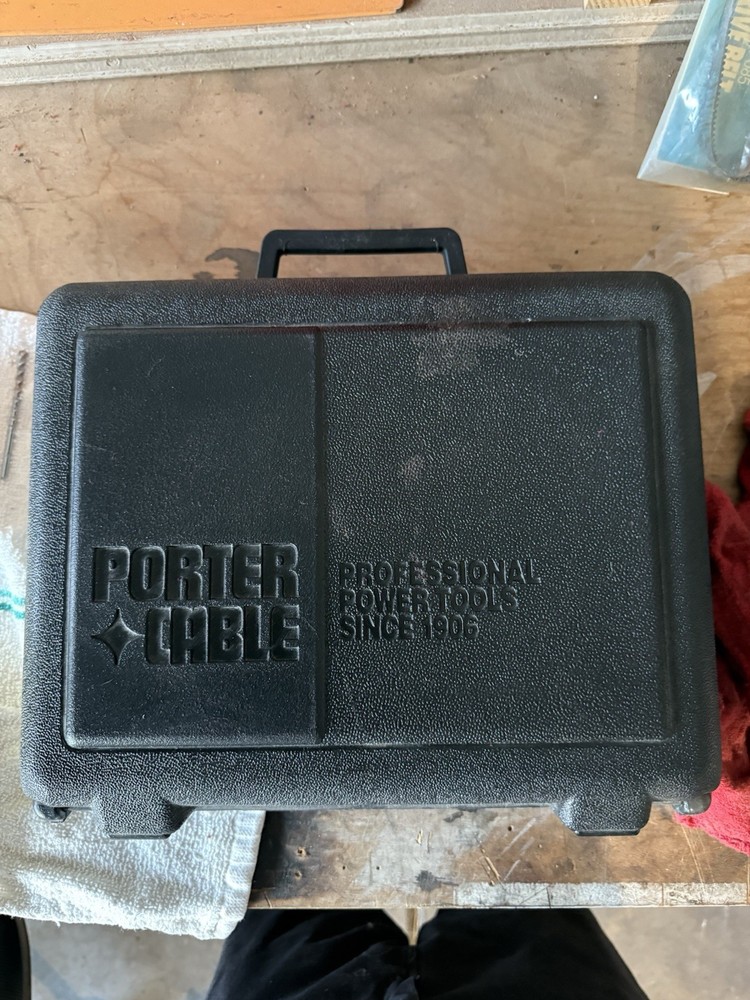 PORTER
CABLE
PROFESSIONAL
POWER TOOLS
SINCE 1906